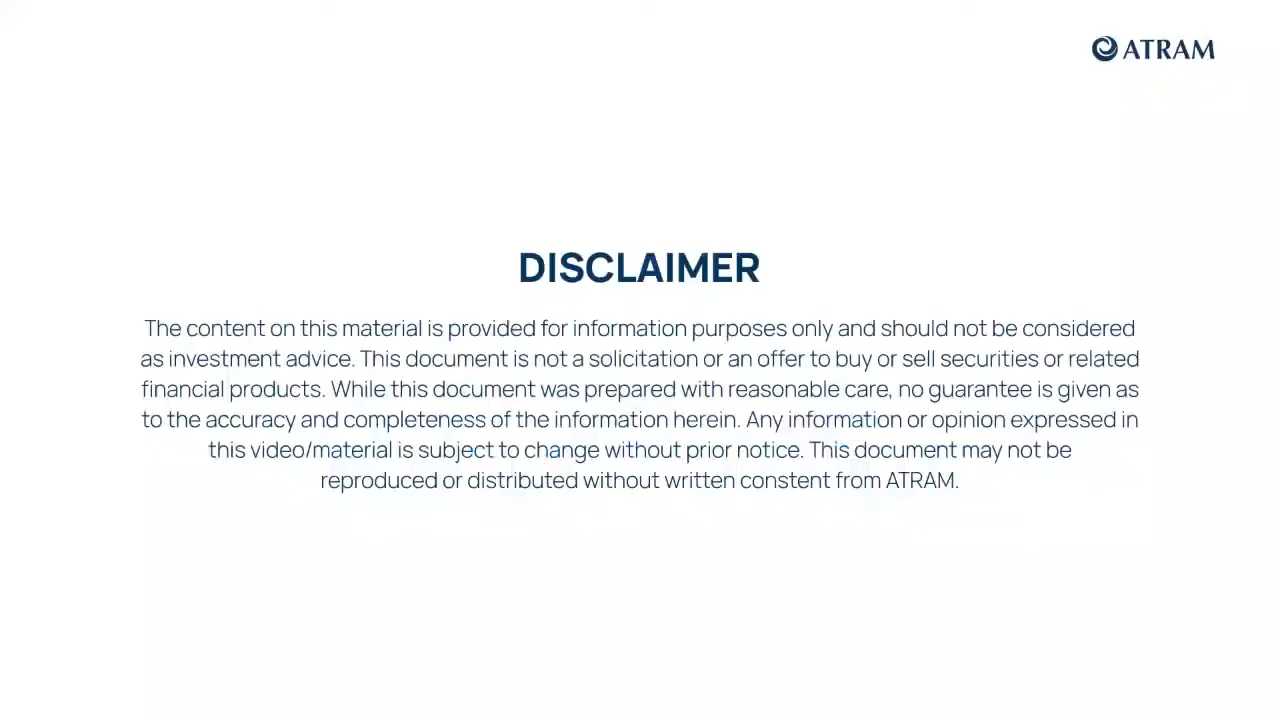 ATRAM
DISCLAIMER
The content on this material is provided for information purposes only and should not be considered
as investment advice. This document is not a solicitation or an offer to buy or sell securities or related
financial products. While this document was prepared with reasonable care, no guarantee is given as
to the accuracy and completeness of the information herein. Any information or opinion expressed in
this video/material is subject to change without prior notice. This document may not be
reproduced or distributed without written constent from ATRAM.